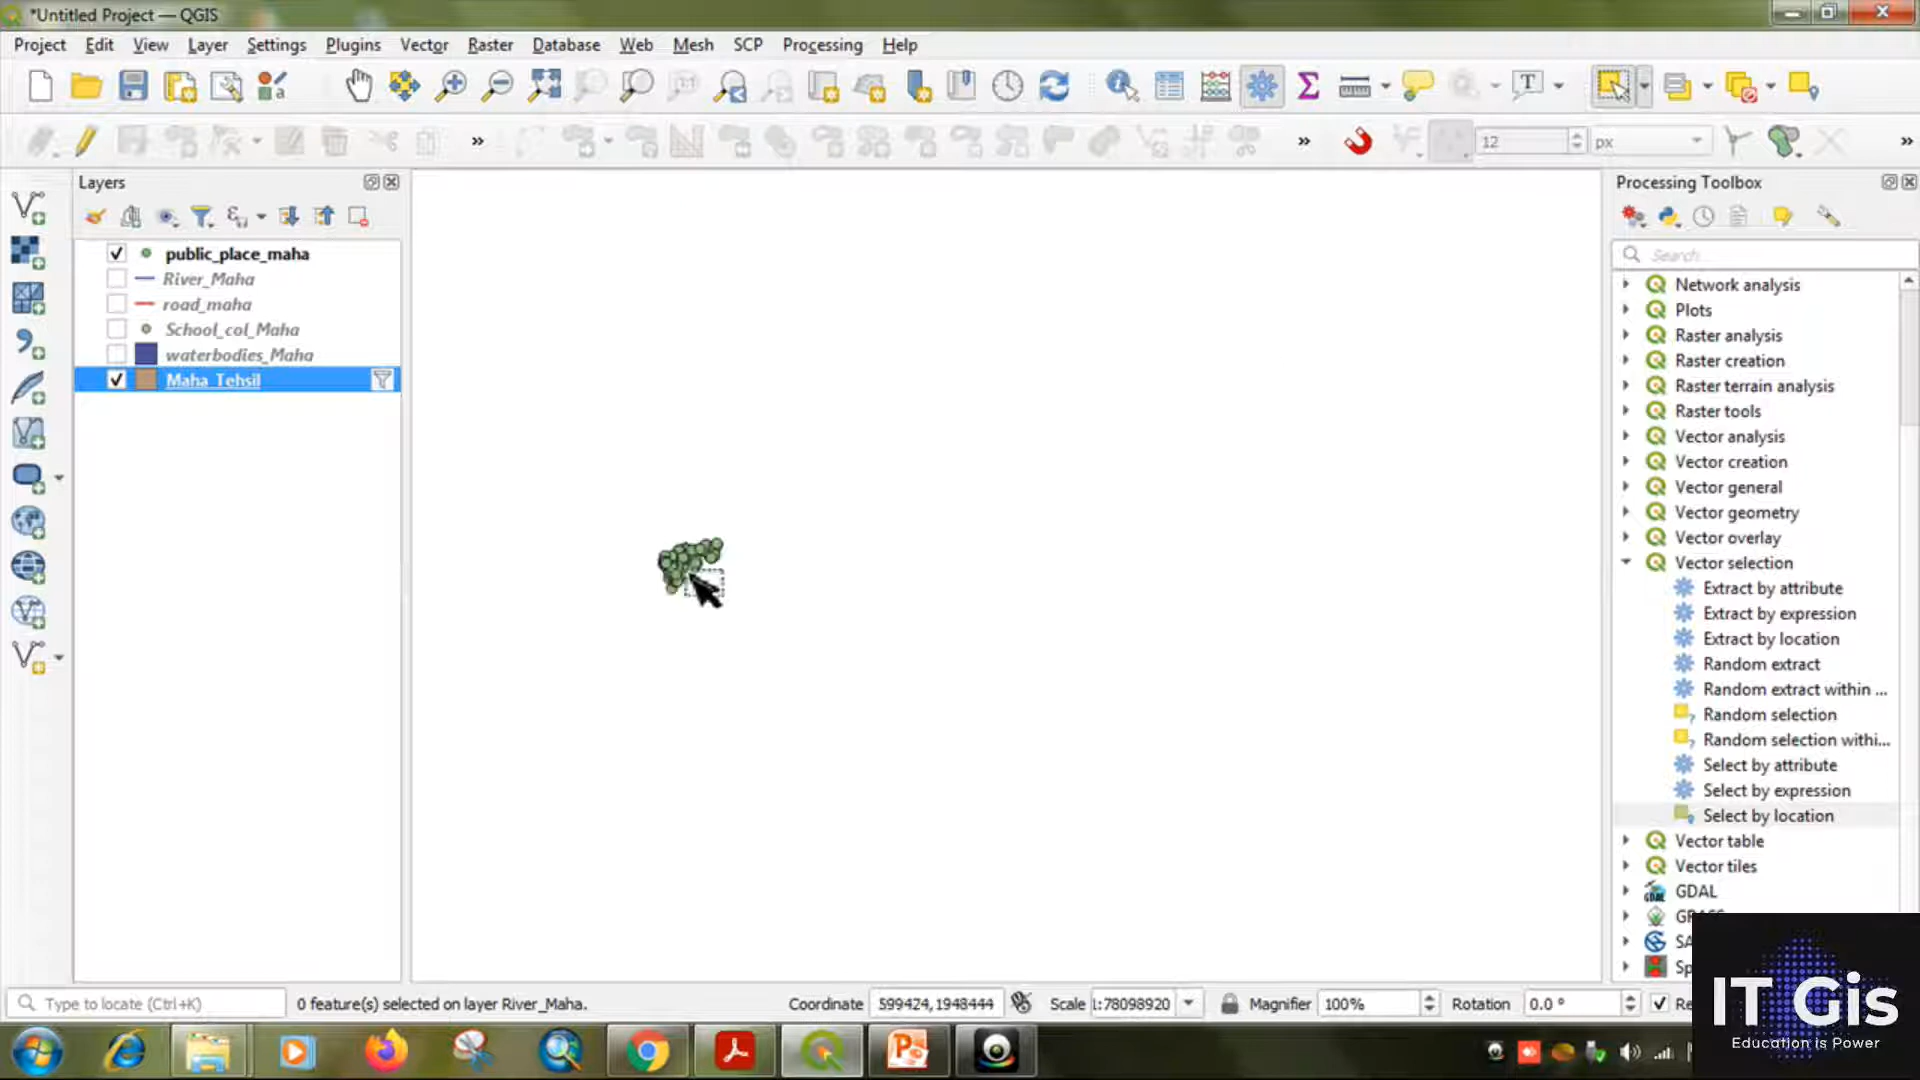 *Untitled Project — QGIS
Project Edit View Layer Settings Plugins Vector Raster Database Web Mesh SCP Processing Help
12 px
Layers
public_place_maha
River_Maha
road_maha
School_col_Maha
waterbodies_Maha
Maha_Tehsil
Processing Toolbox
Search...
Network analysis
Plots
Raster analysis
Raster creation
Raster terrain analysis
Raster tools
Vector analysis
Vector creation
Vector general
Vector geometry
Vector overlay
Vector selection
Extract by attribute
Extract by expression
Extract by location
Random extract
Random extract within ...
Random selection
Random selection withi...
Select by attribute
Select by expression
Select by location
Vector table
Vector tiles
GDAL
SA
Sp
IT Gis
Education is Power
Type to locate (Ctrl+K) 0 feature(s) selected on layer River_Maha. Coordinate 599424,1948444 Scale 1:78098920 Magnifier 100% Rotation 0.0 ° Re